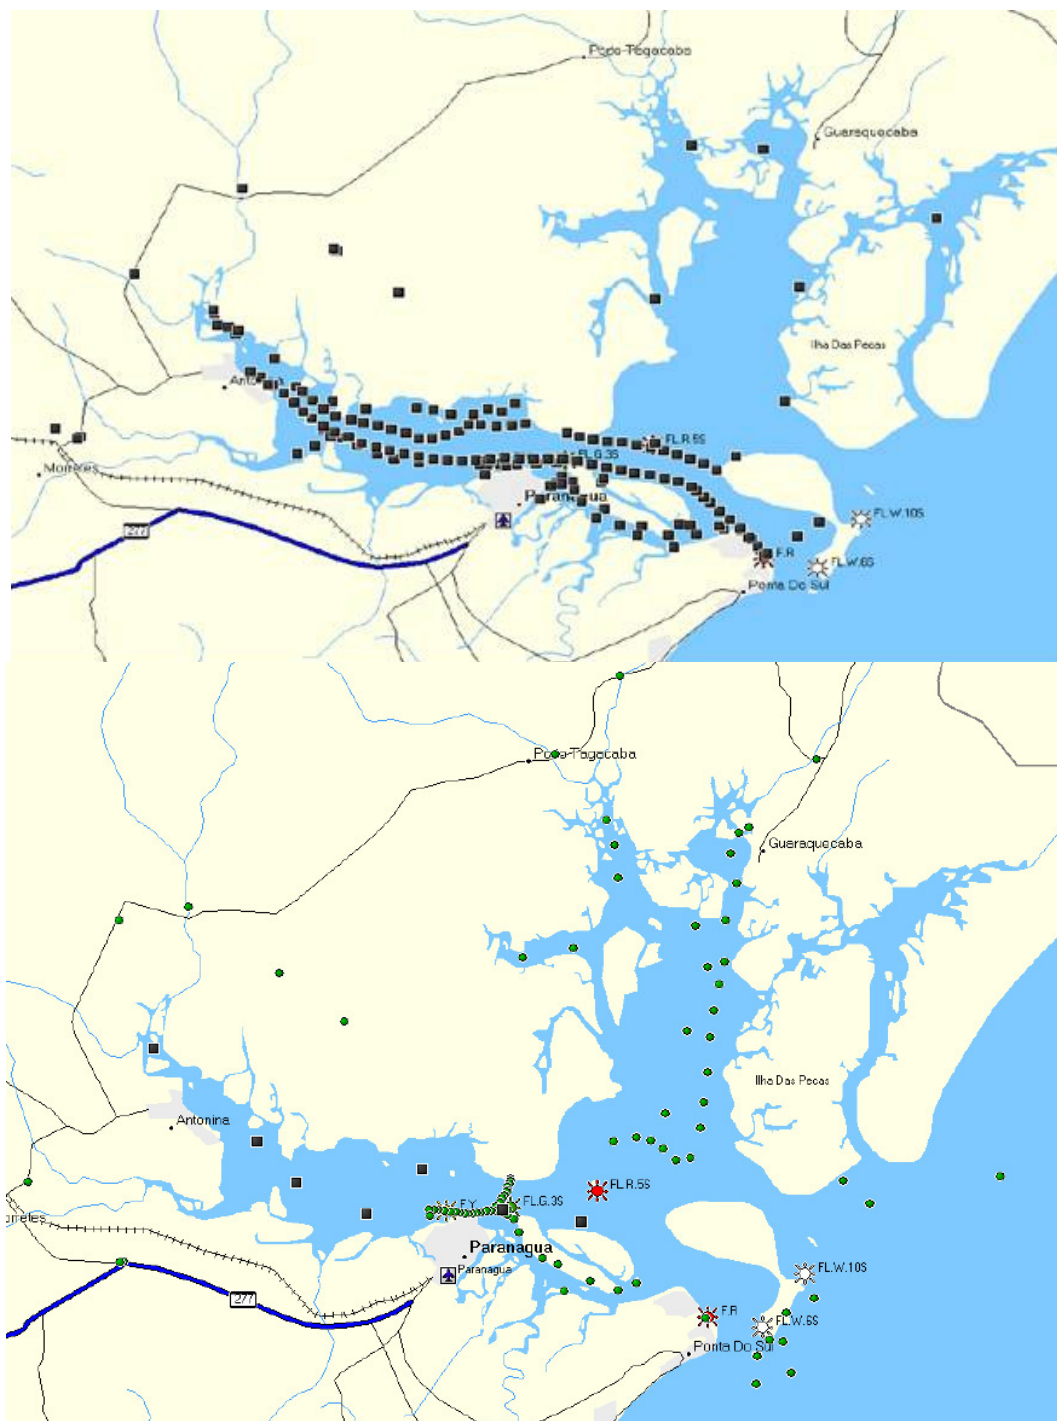 Porto-Tagacaba
Guaraquecaba
Ilha Das Pecas
FL.R.5S
FL.G.3S
Morretes
Paranagua
FL.W.10S
277
F.R
FL.W.6S
Ponta Do Sul
Porto-Tagacaba
Guaraquecaba
Ilha Das Pecas
Antonina
FL.R.5S
F.Y
FL.G.3S
orretes
Paranagua
Paranagua
FL.W.10S
277
F.R
FL.W.6S
Ponta Do Sul